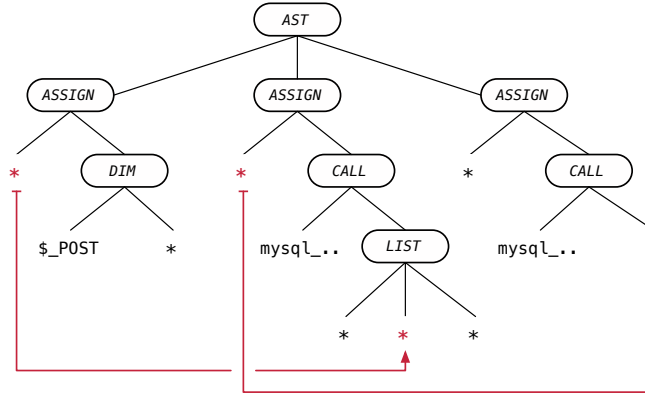 AST
ASSIGN ASSIGN ASSIGN
* DIM * CALL * CALL
$_POST * mysql_.. LIST mysql_..
* * *